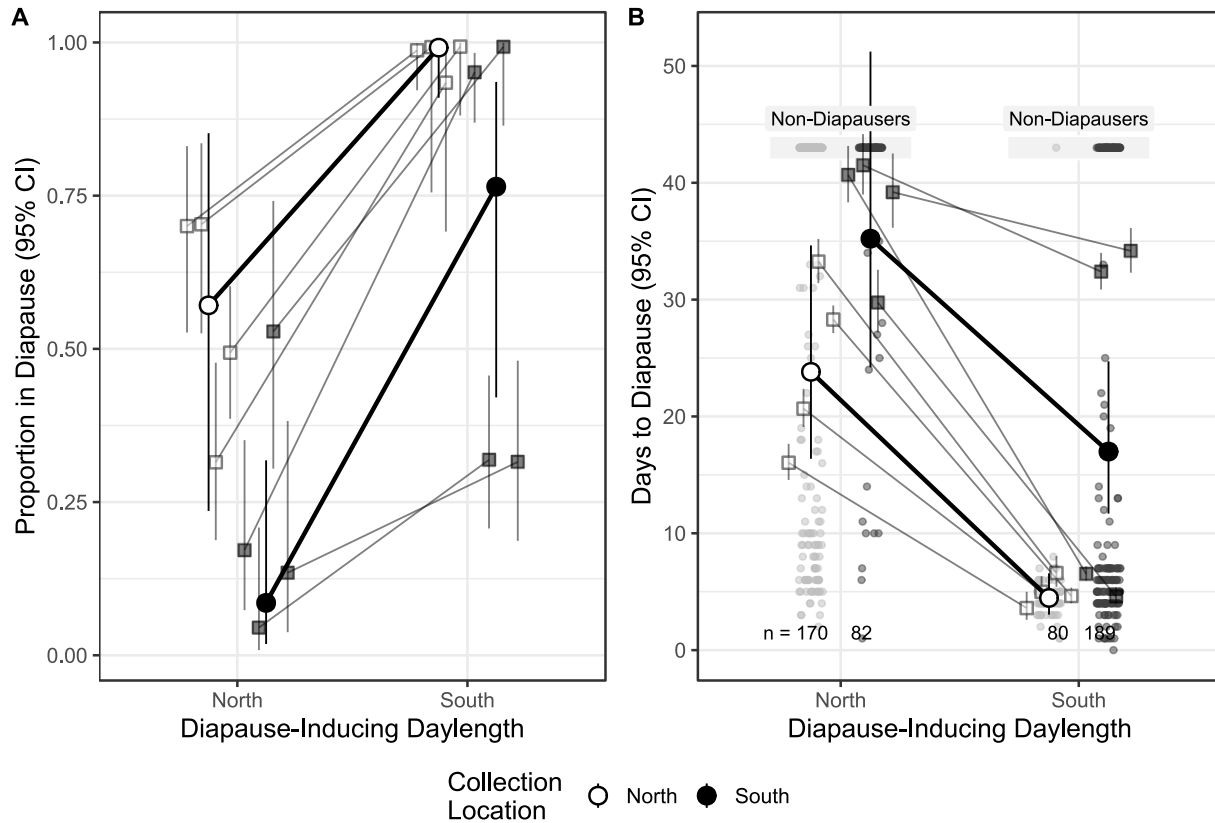 A
Proportion in Diapause (95% CI)
1.00
0.75
0.50
0.25
0.00
North
South
Diapause-Inducing Daylength
B
Days to Diapause (95% CI)
50
40
30
20
10
0
Non-Diapausers
Non-Diapausers
n = 170 82 80 189
North
South
Diapause-Inducing Daylength
Collection
Location
North
South